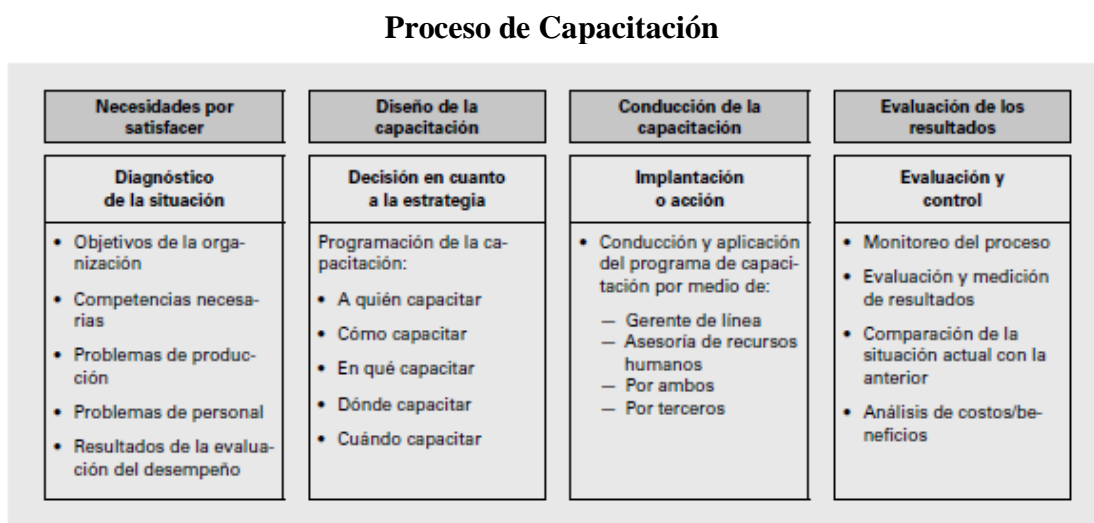 Proceso de Capacitación
Necesidades por
satisfacer
Diagnóstico
de la situación
• Objetivos de la orga-
nización
• Competencias necesa-
rias
• Problemas de produc-
ción
• Problemas de personal
• Resultados de la evalua-
ción del desempeño
Diseño de la
capacitación
Decisión en cuanto
a la estrategia
Programación de la ca-
pacitación:
• A quién capacitar
• Cómo capacitar
• En qué capacitar
• Dónde capacitar
• Cuándo capacitar
Conducción de la
capacitación
Implantación
o acción
• Conducción y aplicación
del programa de capaci-
tación por medio de:
— Gerente de línea
— Asesoría de recursos
humanos
— Por ambos
— Por terceros
Evaluación de los
resultados
Evaluación y
control
• Monitoreo del proceso
• Evaluación y medición
de resultados
• Comparación de la
situación actual con la
anterior
• Análisis de costos/be-
neficios